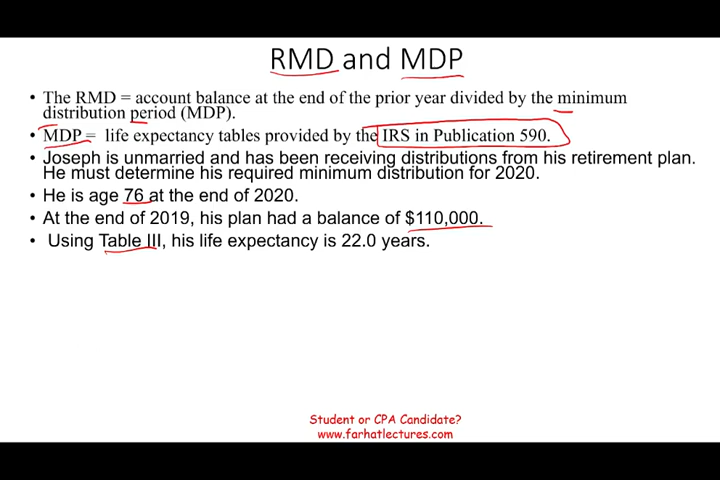 RMD and MDP
• The RMD = account balance at the end of the prior year divided by the minimum
distribution period (MDP).
• MDP = life expectancy tables provided by the IRS in Publication 590.
• Joseph is unmarried and has been receiving distributions from his retirement plan.
He must determine his required minimum distribution for 2020.
• He is age 76 at the end of 2020.
• At the end of 2019, his plan had a balance of $110,000.
• Using Table III, his life expectancy is 22.0 years.
Student or CPA Candidate?
www.farhatlectures.com